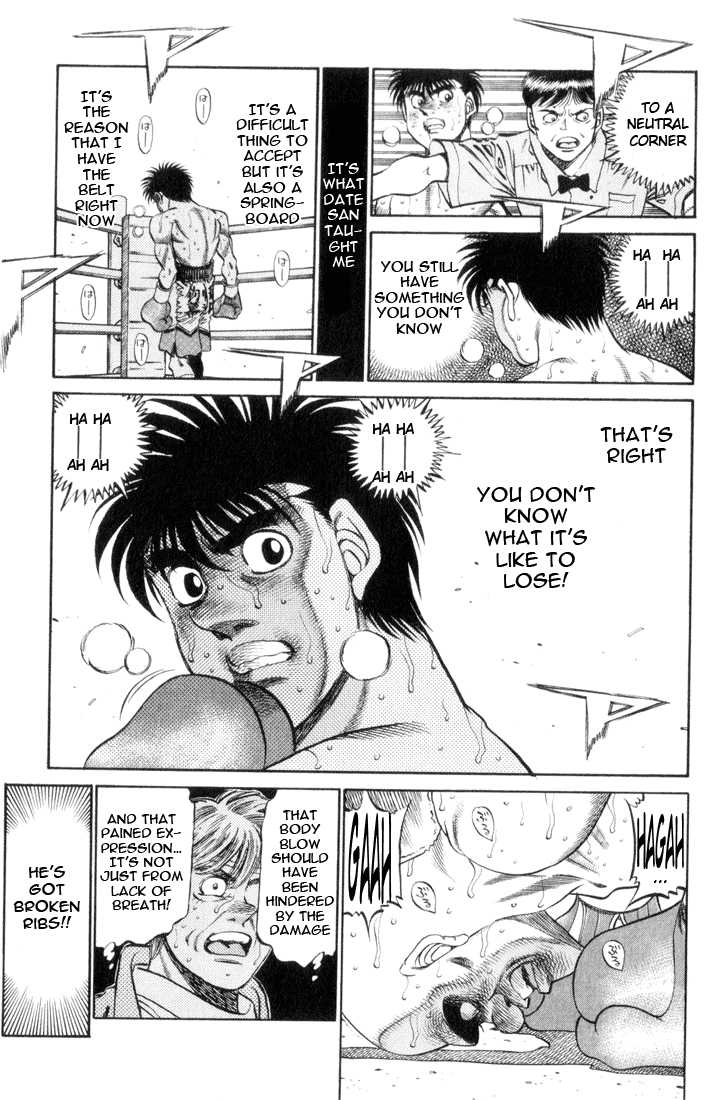 TO A
NEUTRAL
CORNER
YOU STILL
HAVE
SOMETHING
YOU DON'T
KNOW
HA HA
AH AH
IT'S
WHAT
DATE
SAN
TAU-
GHT
ME
IT'S A
DIFFICULT
THING TO
ACCEPT
BUT IT'S
ALSO A
SPRING-
BOARD
IT'S
THE
REASON
THAT I
HAVE
THE
BELT
RIGHT
NOW.
THAT'S
RIGHT
YOU DON'T
KNOW
WHAT IT'S
LIKE TO
LOSE!
HA HA
AH AH
HA HA
AH AH
HAGAH
...
GAAH
THAT
BODY
BLOW
SHOULD
HAVE
BEEN
HINDERED
BY THE
DAMAGE
AND THAT
PAINED EX-
PRESSION...
IT'S NOT
JUST FROM
LACK OF
BREATH!
HE'S
GOT
BROKEN
RIBS!!